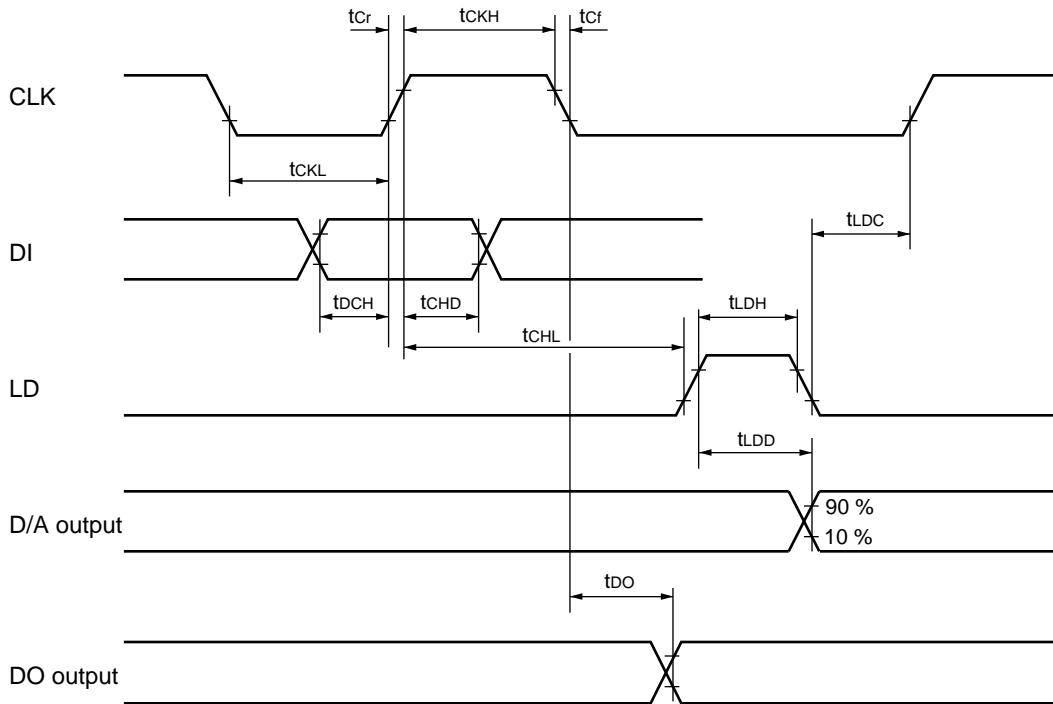 tCr tCKH tCf
CLK
tCKL
tLDC
DI
tDCH tCHD tLDH
tCHL
LD
tLDD
90 %
D/A output
10 %
tDO
DO output